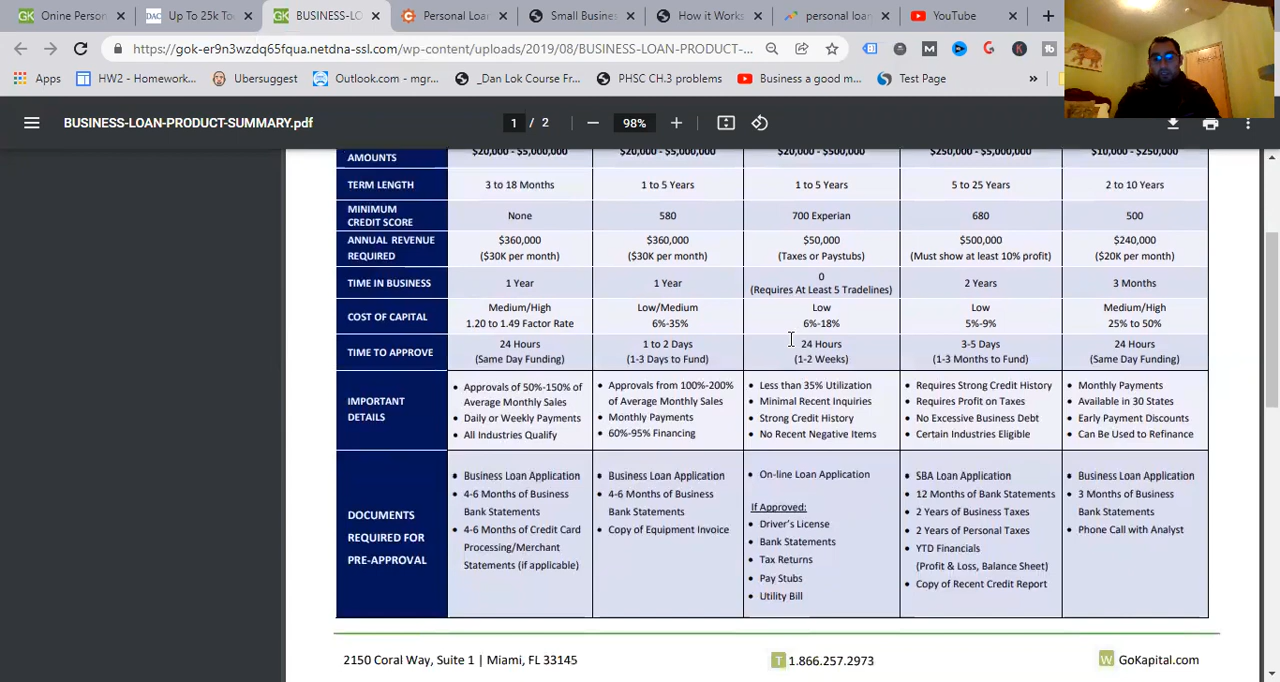 Onine Person
Up To 25k To
BUSINESS-LO
Personal Loa
Small Busines
How it Works
personal loan
YouTube
https://gok-er9n3wzdq65fqua.netdna-ssl.com/wp-content/uploads/2019/08/BUSINESS-LOAN-PRODUCT-...
Apps
HW2 - Homework...
Ubersuggest
Outlook.com - mgr...
_Dan Lok Course Fr...
PHSC CH.3 problems
Business a good m...
Test Page
»
BUSINESS-LOAN-PRODUCT-SUMMARY.pdf
1 / 2
98%
AMOUNTS
$20,000 - $5,000,000
$20,000 - $5,000,000
$20,000 - $500,000
$250,000 - $5,000,000
$10,000 - $250,000
TERM LENGTH
3 to 18 Months
1 to 5 Years
1 to 5 Years
5 to 25 Years
2 to 10 Years
MINIMUM
CREDIT SCORE
None
580
700 Experian
680
500
ANNUAL REVENUE
REQUIRED
$360,000
($30K per month)
$360,000
($30K per month)
$50,000
(Taxes or Paystubs)
$500,000
(Must show at least 10% profit)
$240,000
($20K per month)
TIME IN BUSINESS
1 Year
1 Year
0
(Requires At Least 5 Tradelines)
2 Years
3 Months
COST OF CAPITAL
Medium/High
1.20 to 1.49 Factor Rate
Low/Medium
6%-35%
Low
6%-18%
Low
5%-9%
Medium/High
25% to 50%
TIME TO APPROVE
24 Hours
(Same Day Funding)
1 to 2 Days
(1-3 Days to Fund)
24 Hours
(1-2 Weeks)
3-5 Days
(1-3 Months to Fund)
24 Hours
(Same Day Funding)
IMPORTANT
DETAILS
• Approvals of 50%-150% of
Average Monthly Sales
• Daily or Weekly Payments
• All Industries Qualify
• Approvals from 100%-200%
of Average Monthly Sales
• Monthly Payments
• 60%-95% Financing
• Less than 35% Utilization
• Minimal Recent Inquiries
• Strong Credit History
• No Recent Negative Items
• Requires Strong Credit History
• Requires Profit on Taxes
• No Excessive Business Debt
• Certain Industries Eligible
• Monthly Payments
• Available in 30 States
• Early Payment Discounts
• Can Be Used to Refinance
DOCUMENTS
REQUIRED FOR
PRE-APPROVAL
• Business Loan Application
• 4-6 Months of Business
Bank Statements
• 4-6 Months of Credit Card
Processing/Merchant
Statements (if applicable)
• Business Loan Application
• 4-6 Months of Business
Bank Statements
• Copy of Equipment Invoice
• On-line Loan Application
If Approved:
• Driver's License
• Bank Statements
• Tax Returns
• Pay Stubs
• Utility Bill
• SBA Loan Application
• 12 Months of Bank Statements
• 2 Years of Business Taxes
• 2 Years of Personal Taxes
• YTD Financials
(Profit & Loss, Balance Sheet)
• Copy of Recent Credit Report
• Business Loan Application
• 3 Months of Business
Bank Statements
• Phone Call with Analyst
2150 Coral Way, Suite 1 | Miami, FL 33145
T 1.866.257.2973
W GoKapital.com